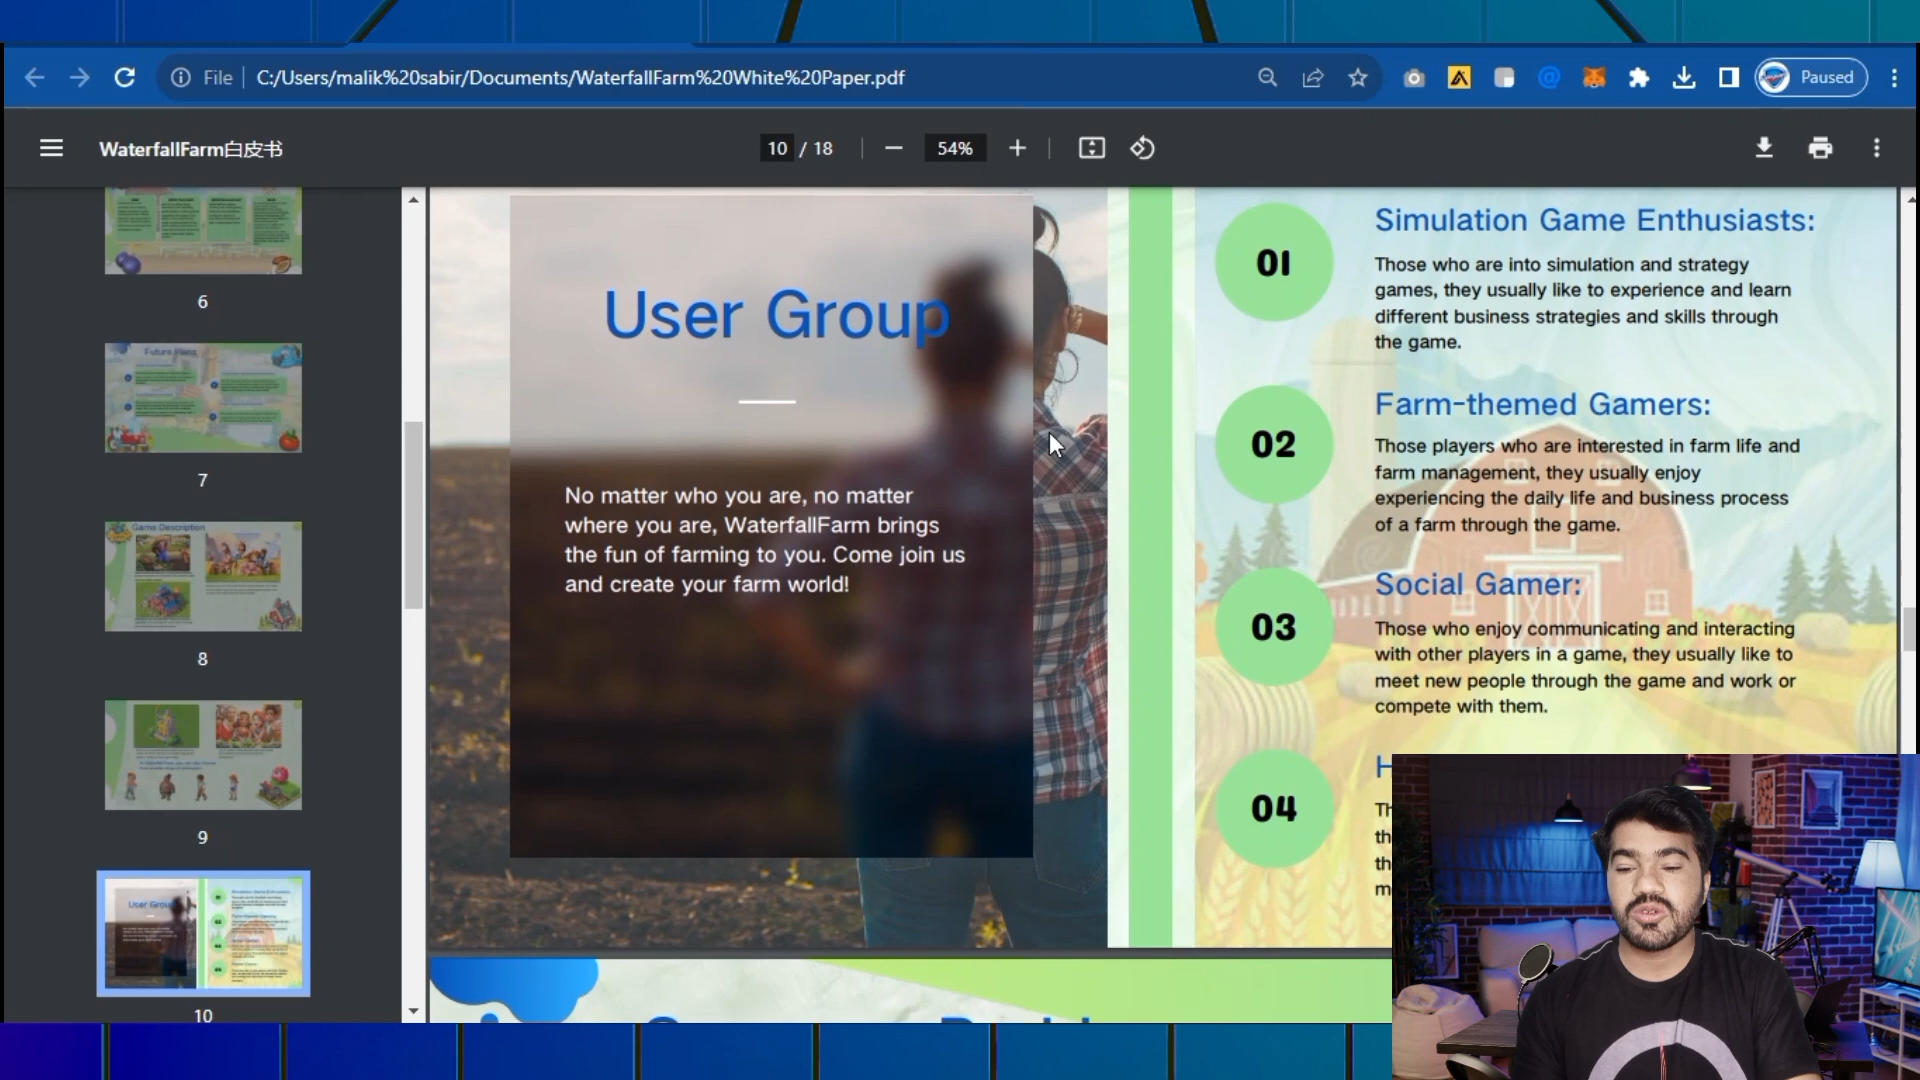 File
C:/Users/malik%20sabir/Documents/WaterfallFarm%20White%20Paper.pdf
Paused
WaterfallFarm白皮书
10 / 18
54%
6
Future Plans
7
Game Description
8
9
User Group
10
User Group
No matter who you are, no matter
where you are, WaterfallFarm brings
the fun of farming to you. Come join us
and create your farm world!
01
Simulation Game Enthusiasts:
Those who are into simulation and strategy
games, they usually like to experience and learn
different business strategies and skills through
the game.
02
Farm-themed Gamers:
Those players who are interested in farm life and
farm management, they usually enjoy
experiencing the daily life and business process
of a farm through the game.
03
Social Gamer:
Those who enjoy communicating and interacting
with other players in a game, they usually like to
meet new people through the game and work or
compete with them.
04